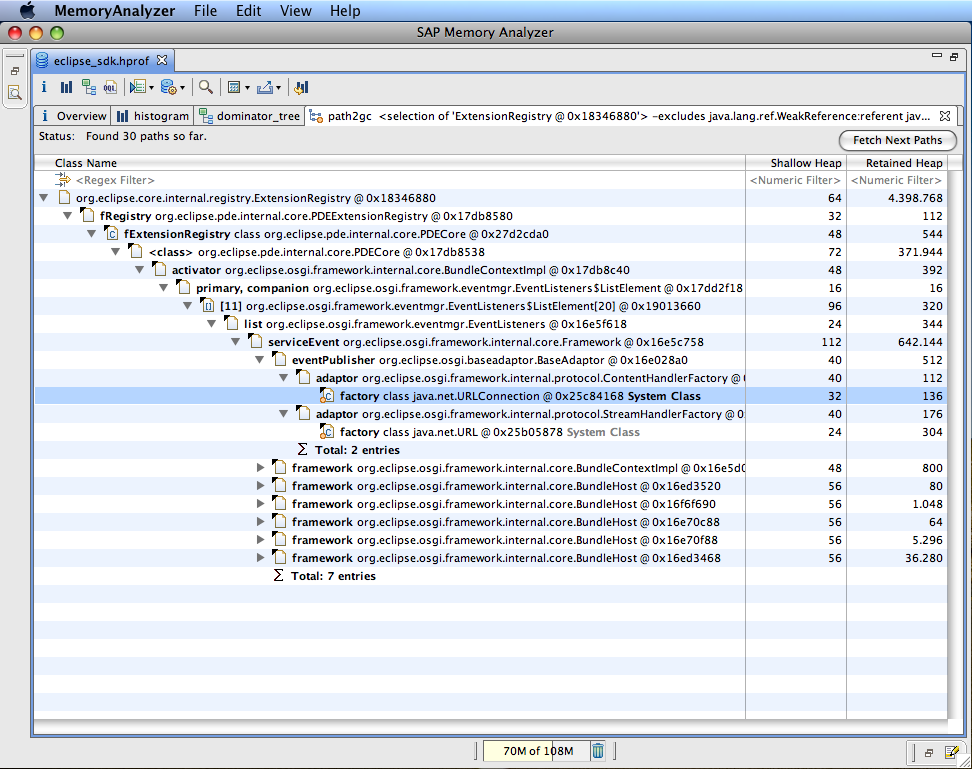 MemoryAnalyzer File Edit View Help
SAP Memory Analyzer
eclipse_sdk.hprof
i OQL
i Overview histogram dominator_tree path2gc <selection of 'ExtensionRegistry @ 0x18346880'> -excludes java.lang.ref.WeakReference:referent jav...
Status: Found 30 paths so far. Fetch Next Paths
Class Name Shallow Heap Retained Heap
<Regex Filter> <Numeric Filter> <Numeric Filter>
org.eclipse.core.internal.registry.ExtensionRegistry @ 0x18346880 64 4.398.768
fRegistry org.eclipse.pde.internal.core.PDEExtensionRegistry @ 0x17db8580 32 112
fExtensionRegistry class org.eclipse.pde.internal.core.PDECore @ 0x27d2cda0 48 544
<class> org.eclipse.pde.internal.core.PDECore @ 0x17db8538 72 371.944
activator org.eclipse.osgi.framework.internal.core.BundleContextImpl @ 0x17db8c40 48 392
primary, companion org.eclipse.osgi.framework.eventmgr.EventListeners$ListElement @ 0x17dd2f18 16 16
[11] org.eclipse.osgi.framework.eventmgr.EventListeners$ListElement[20] @ 0x19013660 96 320
list org.eclipse.osgi.framework.eventmgr.EventListeners @ 0x16e5f618 24 344
serviceEvent org.eclipse.osgi.framework.internal.core.Framework @ 0x16e5c758 112 642.144
eventPublisher org.eclipse.osgi.baseadaptor.BaseAdaptor @ 0x16e028a0 40 512
adaptor org.eclipse.osgi.framework.internal.protocol.ContentHandlerFactory @ 40 112
factory class java.net.URLConnection @ 0x25c84168 System Class 32 136
adaptor org.eclipse.osgi.framework.internal.protocol.StreamHandlerFactory @ 0 40 176
factory class java.net.URL @ 0x25b05878 System Class 24 304
Σ Total: 2 entries
framework org.eclipse.osgi.framework.internal.core.BundleContextImpl @ 0x16e5d0 48 800
framework org.eclipse.osgi.framework.internal.core.BundleHost @ 0x16ed3520 56 80
framework org.eclipse.osgi.framework.internal.core.BundleHost @ 0x16f6f690 56 1.048
framework org.eclipse.osgi.framework.internal.core.BundleHost @ 0x16e70c88 56 64
framework org.eclipse.osgi.framework.internal.core.BundleHost @ 0x16e70f88 56 5.296
framework org.eclipse.osgi.framework.internal.core.BundleHost @ 0x16ed3468 56 36.280
Σ Total: 7 entries
70M of 108M